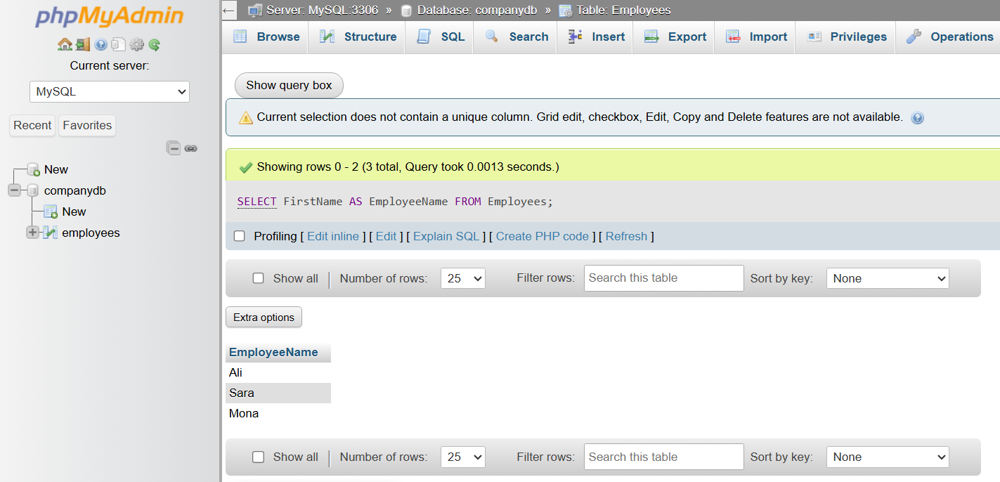 phpMyAdmin
Current server:
MySQL
Recent Favorites
New
companydb
New
employees
← Server: MySQL:3306 » Database: companydb » Table: Employees
Browse Structure SQL Search Insert Export Import Privileges Operations
Show query box
Current selection does not contain a unique column. Grid edit, checkbox, Edit, Copy and Delete features are not available.
Showing rows 0 - 2 (3 total, Query took 0.0013 seconds.)
SELECT FirstName AS EmployeeName FROM Employees;
Profiling [ Edit inline ] [ Edit ] [ Explain SQL ] [ Create PHP code ] [ Refresh ]
Show all | Number of rows: 25 Filter rows: Search this table Sort by key: None
Extra options
EmployeeName
Ali
Sara
Mona
Show all | Number of rows: 25 Filter rows: Search this table Sort by key: None